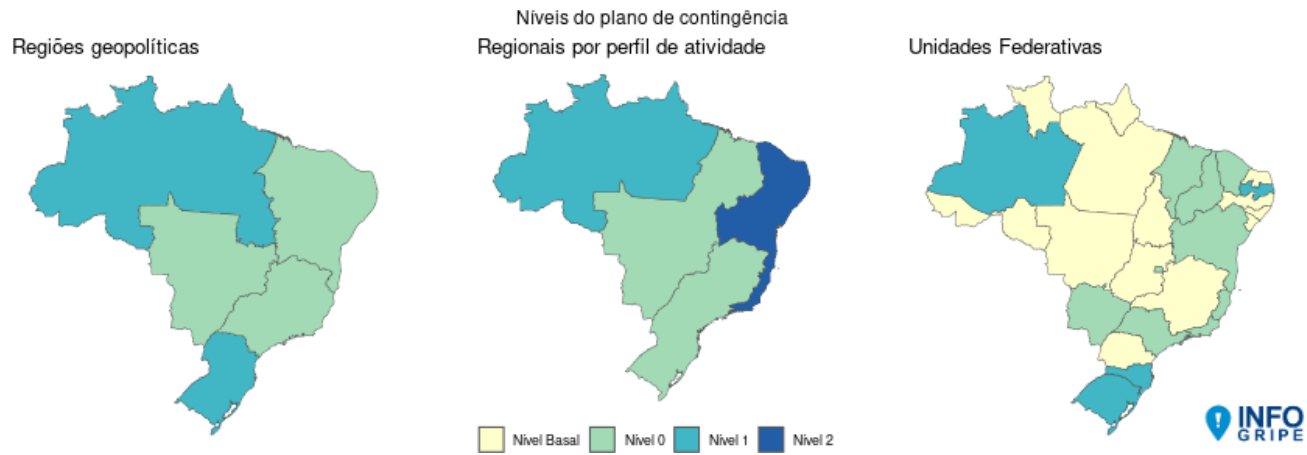 Níveis do plano de contingência
Regiões geopolíticas
Regionais por perfil de atividade
Unidades Federativas
Nível Basal
Nível 0
Nível 1
Nível 2
INFO
GRIPE